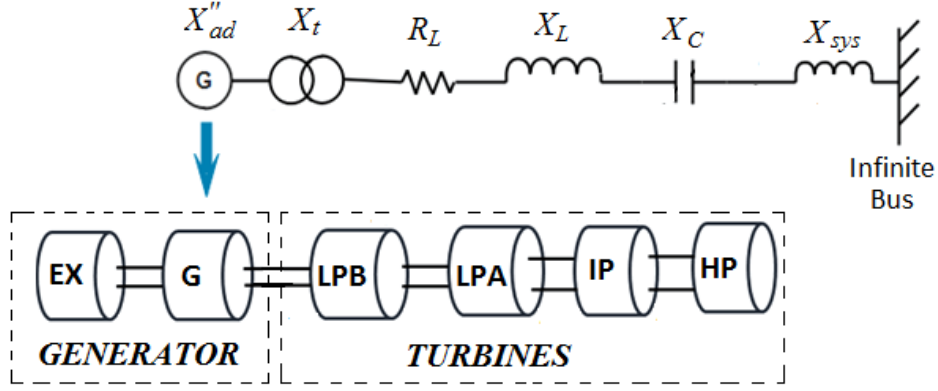 X"ad Xt RL XL XC Xsys
G
Infinite
Bus
EX G LPB LPA IP HP
GENERATOR TURBINES